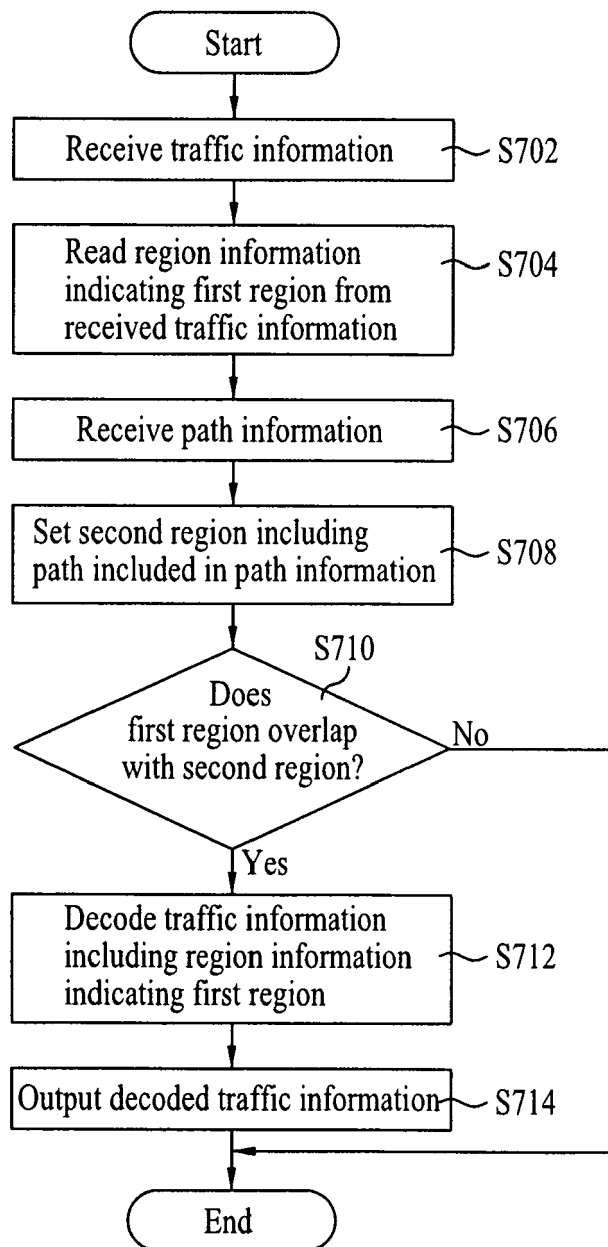 Start
Receive traffic information
S702
Read region information
indicating first region from
received traffic information
S704
Receive path information
S706
Set second region including
path included in path information
S708
S710
Does
first region overlap
with second region?
No
Yes
Decode traffic information
including region information
indicating first region
S712
Output decoded traffic information
S714
End